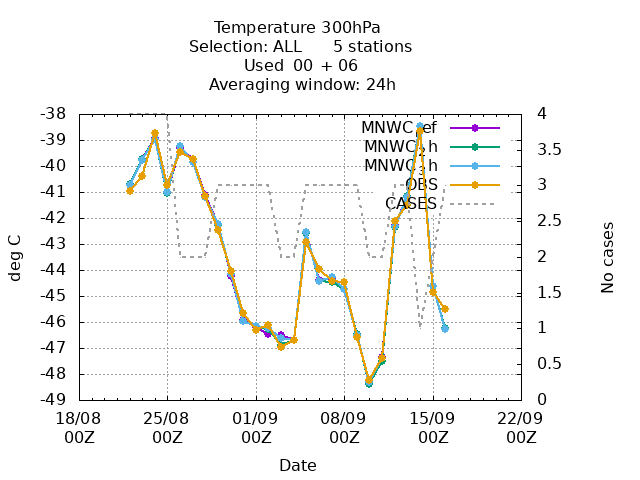 Temperature 300hPa
Selection: ALL 5 stations
Used 00 + 06
Averaging window: 24h
-38
-39
-40
-41
-42
-43
-44
-45
-46
-47
-48
-49
deg C
4
3.5
3
2.5
2
1.5
1
0.5
0
No cases
MNWC
MNWC
MNWC
OBS
CASES
18/08 25/08 01/09 08/09 15/09 22/09
00Z 00Z 00Z 00Z 00Z 00Z
Date